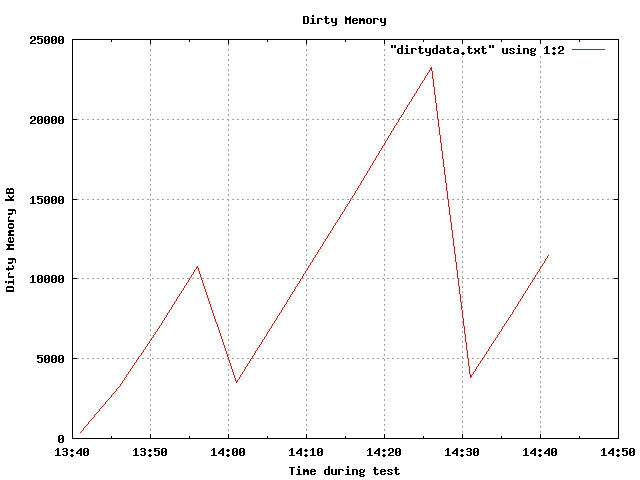 Dirty Memory
"dirtydata.txt" using 1:2
25000
20000
15000
10000
5000
0
Dirty Memory kB
13:40 13:50 14:00 14:10 14:20 14:30 14:40 14:50
Time during test